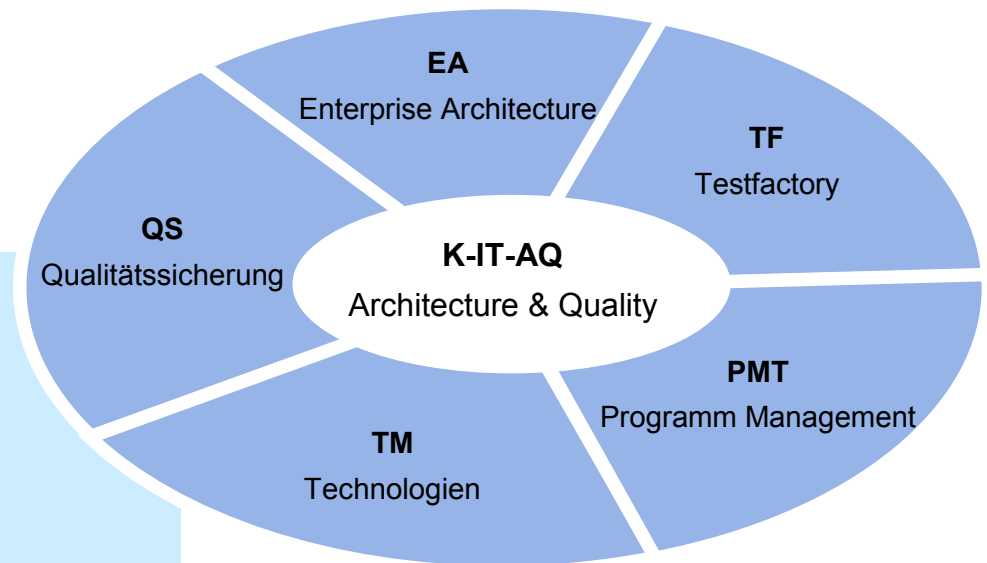 EA
Enterprise Architecture
TF
Testfactory
QS
Qualitätssicherung
K-IT-AQ
Architecture & Quality
PMT
Programm Management
TM
Technologien